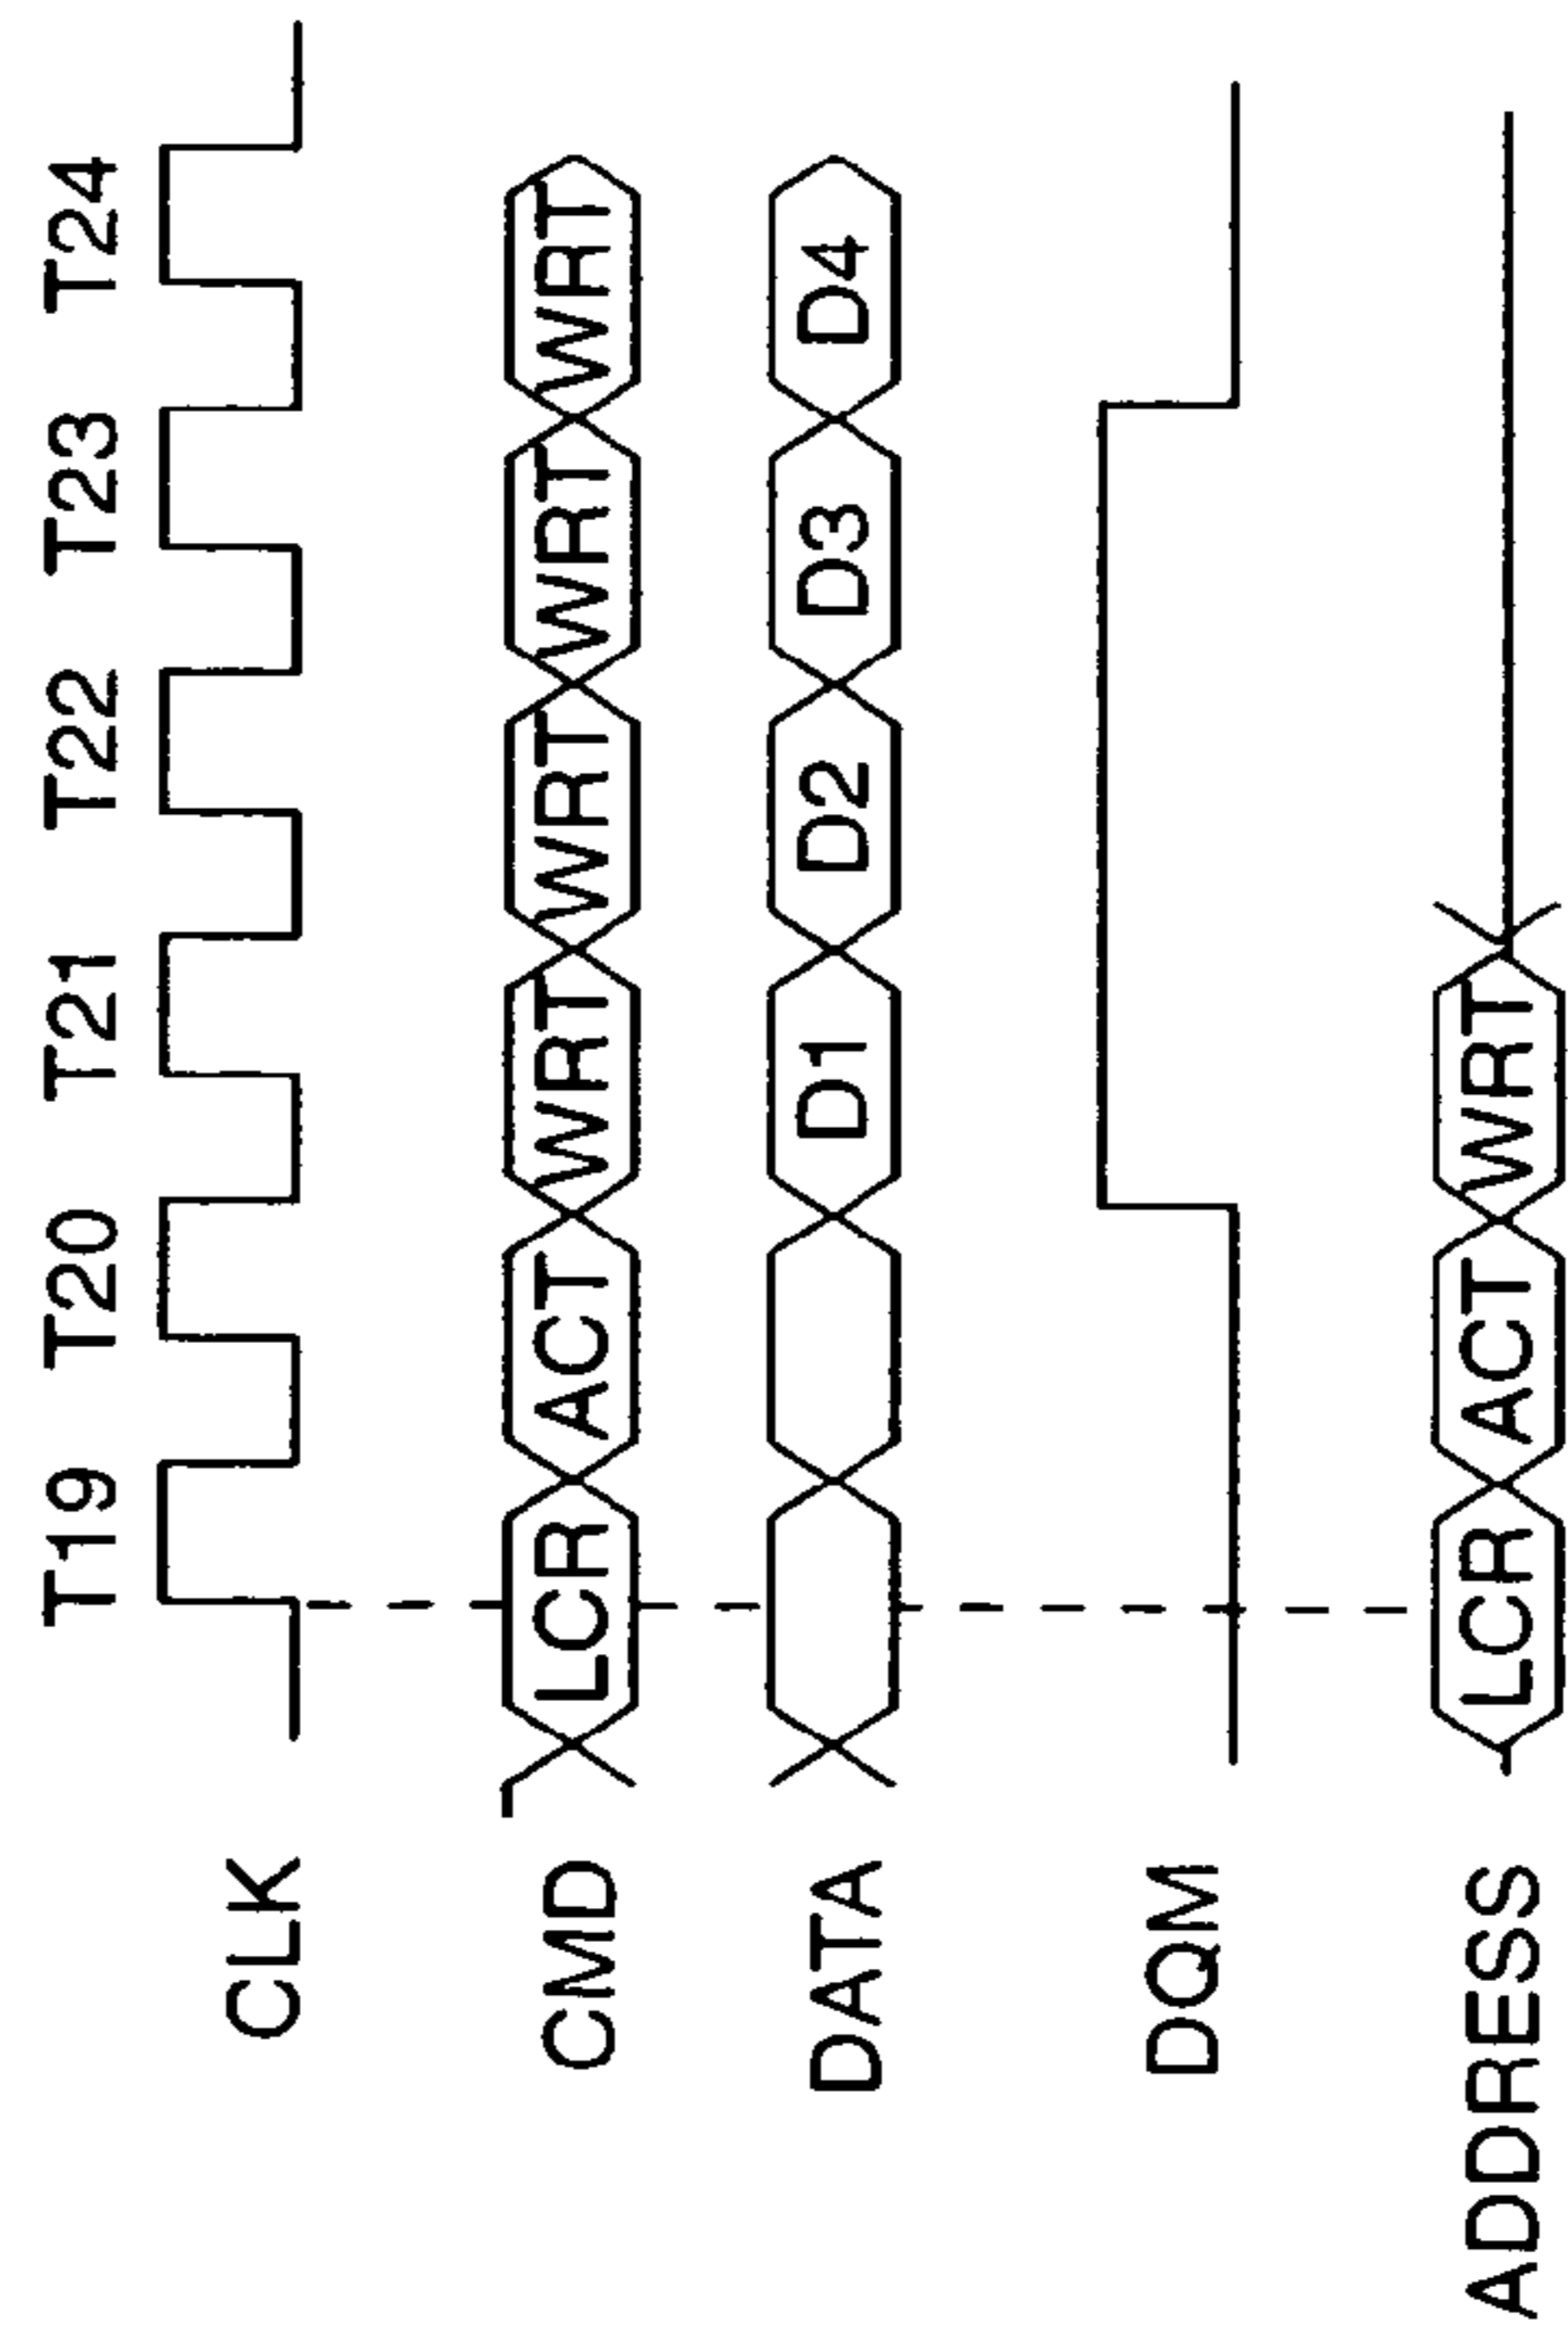 T19 T20 T21 T22 T23 T24
CLK
CMD LCR ACT WRT WRT WRT WRT
DATA D1 D2 D3 D4
DQM
ADDRESS LCR ACT WRT